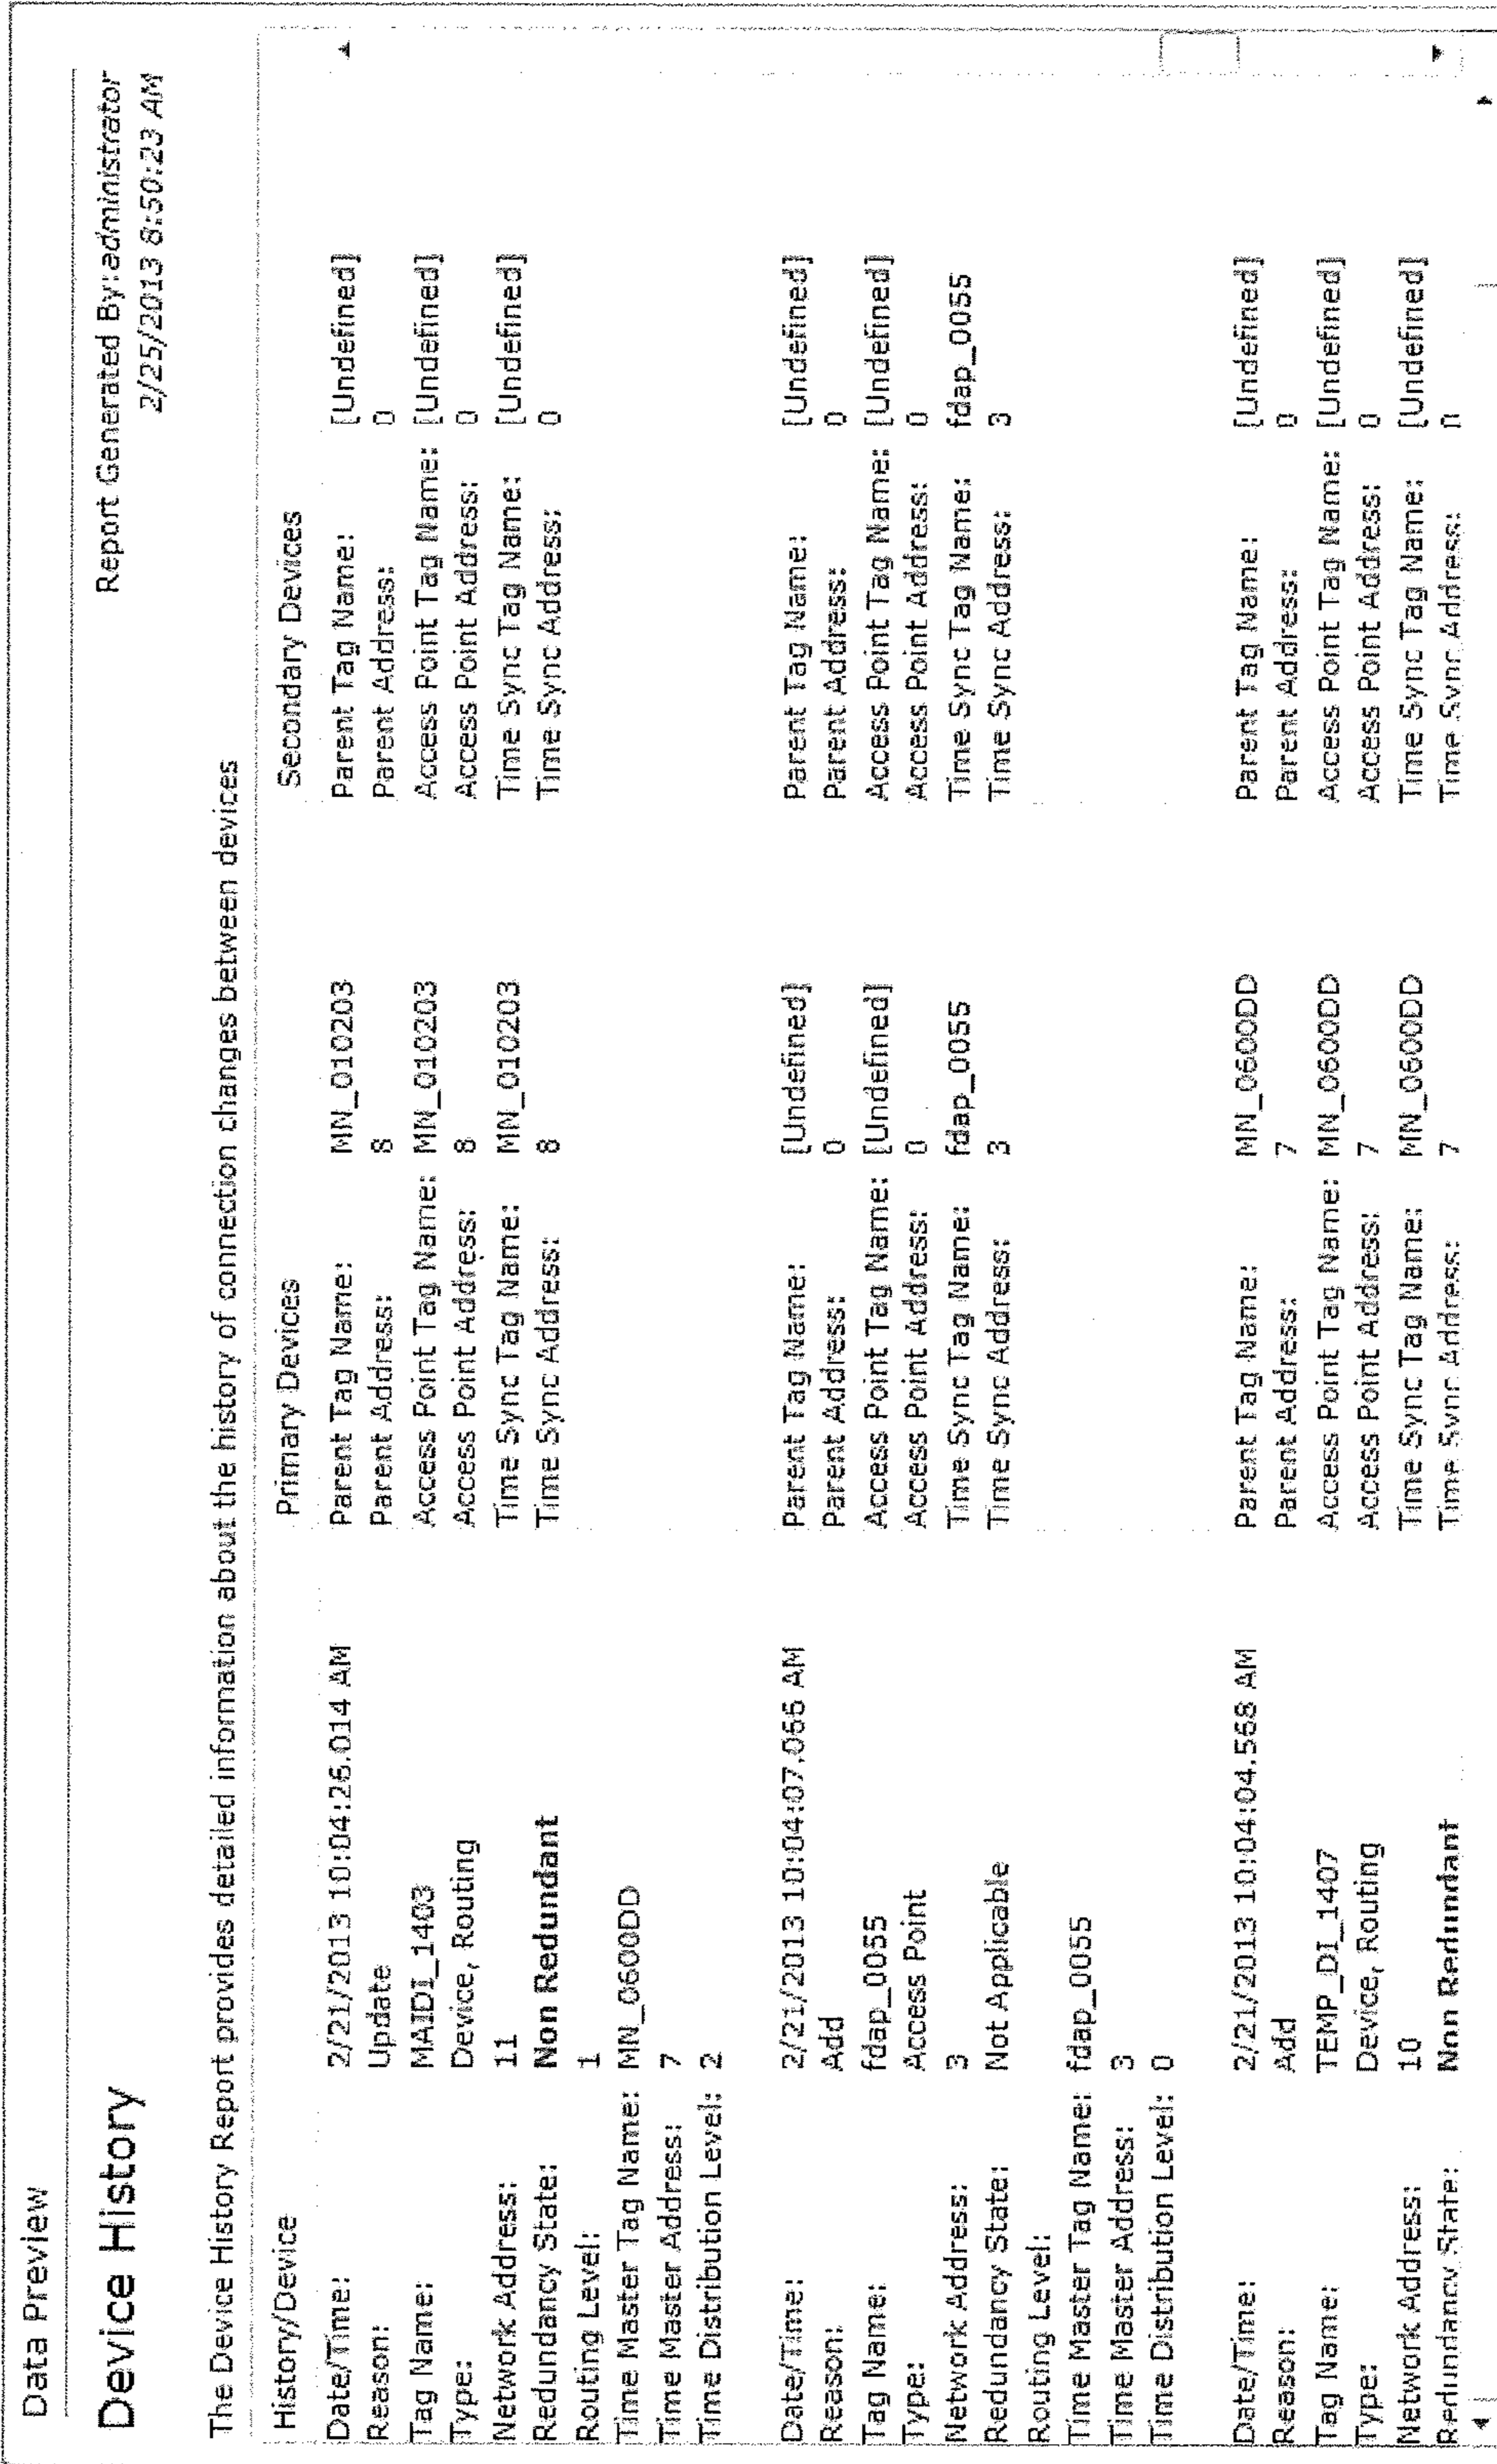 Data Preview
Device History
Report Generated By:administrator
2/25/2013 8:50:23 AM
The Device History Report provides detailed information about the history of connection changes between devices
History/Device Primary Devices Secondary Devices
Date/Time: 2/21/2013 10:04:26.014 AM Parent Tag Name: MN_010203 Parent Tag Name: [Undefined]
Reason: Update Parent Address: 8 Parent Address: 0
Tag Name: MAIDI_1403 Access Point Tag Name: MN_010203 Access Point Tag Name: [Undefined]
Type: Device, Routing Access Point Address: 8 Access Point Address: 0
Network Address: 11 Time Sync Tag Name: MN_010203 Time Sync Tag Name: [Undefined]
Redundancy State: Non Redundant Time Sync Address: 8 Time Sync Address: 0
Routing Level: 1
Time Master Tag Name: MN_0600DD
Time Master Address: 7
Time Distribution Level: 2
Date/Time: 2/21/2013 10:04:07.066 AM Parent Tag Name: [Undefined] Parent Tag Name: [Undefined]
Reason: Add Parent Address: 0 Parent Address: 0
Tag Name: fdap_0055 Access Point Tag Name: [Undefined] Access Point Tag Name: [Undefined]
Type: Access Point Access Point Address: 0 Access Point Address: 0
Network Address: 3 Time Sync Tag Name: fdap_0055 Time Sync Tag Name: fdap_0055
Redundancy State: Not Applicable Time Sync Address: 3 Time Sync Address: 3
Routing Level:
Time Master Tag Name: fdap_0055
Time Master Address: 3
Time Distribution Level: 0
Date/Time: 2/21/2013 10:04:04.568 AM Parent Tag Name: MN_0600DD Parent Tag Name: [Undefined]
Reason: Add Parent Address: 7 Parent Address: 0
Tag Name: TEMP_DI_1407 Access Point Tag Name: MN_0600DD Access Point Tag Name: [Undefined]
Type: Device, Routing Access Point Address: 7 Access Point Address: 0
Network Address: 10 Time Sync Tag Name: MN_0600DD Time Sync Tag Name: [Undefined]
Redundancy State: Non Redundant Time Sync Address: 7 Time Sync Address: 0